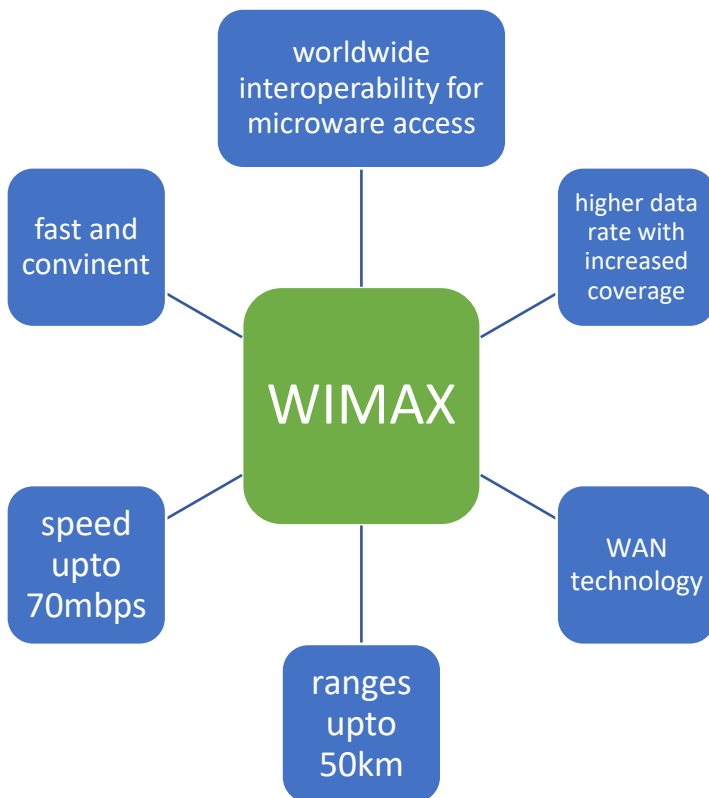 worldwide
interoperability for
microware access
fast and
convinent
higher data
rate with
increased
coverage
WIMAX
speed
upto
70mbps
WAN
technology
ranges
upto
50km